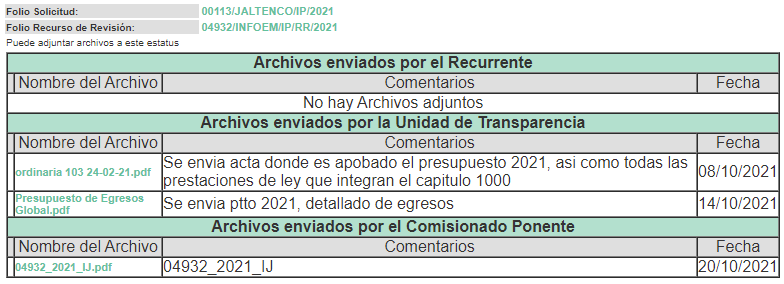 Folio Solicitud: 00113/JALTENCO/IP/2021
Folio Recurso de Revisión: 04932/INFOEM/IP/RR/2021
Puede adjuntar archivos a este estatus
Archivos enviados por el Recurrente
Nombre del Archivo Comentarios Fecha
No hay Archivos adjuntos
Archivos enviados por la Unidad de Transparencia
Nombre del Archivo Comentarios Fecha
ordinaria 103 24-02-21.pdf Se envia acta donde es apobado el presupuesto 2021, asi como todas las 08/10/2021
prestaciones de ley que integran el capitulo 1000
Presupuesto de Egresos Se envia ptto 2021, detallado de egresos 14/10/2021
Global.pdf
Archivos enviados por el Comisionado Ponente
Nombre del Archivo Comentarios Fecha
04932_2021_IJ.pdf 04932_2021_IJ 20/10/2021